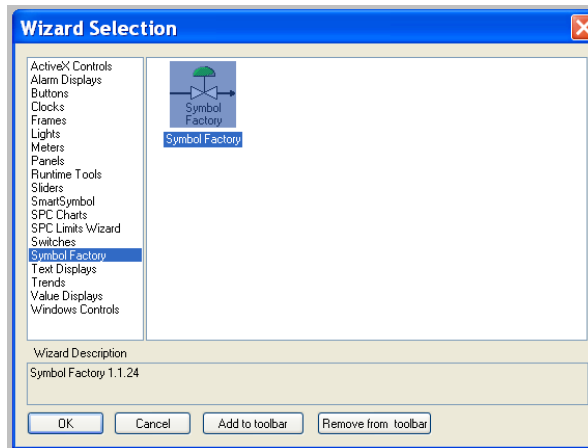 Wizard Selection
ActiveX Controls
Alarm Displays
Buttons
Clocks
Frames
Lights
Meters
Panels
Runtime Tools
Sliders
SmartSymbol
SPC Charts
SPC Limits Wizard
Switches
Symbol Factory
Text Displays
Trends
Value Displays
Windows Controls
Symbol
Factory
Symbol Factory
Wizard Description
Symbol Factory 1.1.24
OK
Cancel
Add to toolbar
Remove from toolbar